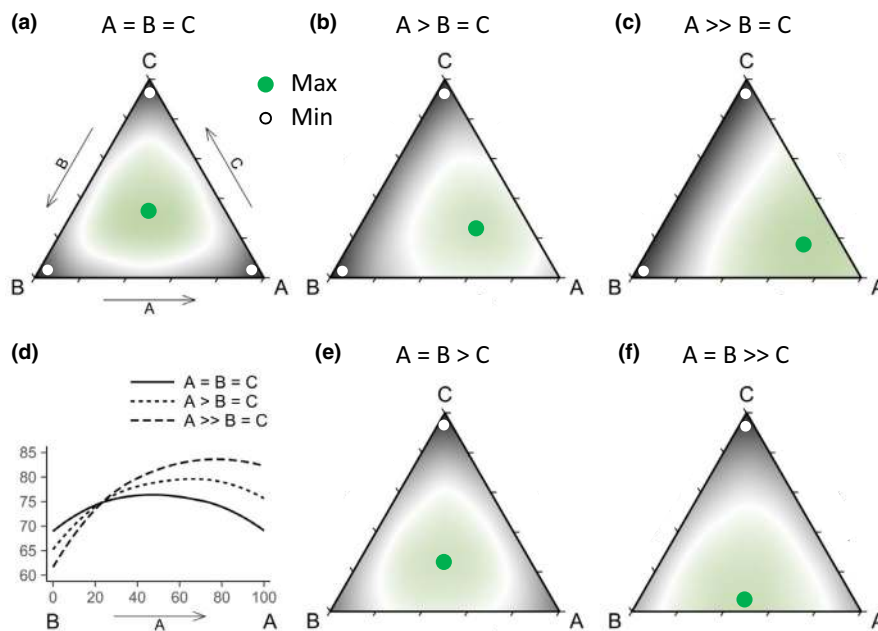 (a) A = B = C
(b) A > B = C
(c) A >> B = C
C
Max
Min
B
C
B
A
A
C
B
A
C
B
A
(d)
A = B = C
A > B = C
A >> B = C
85
80
75
70
65
60
0 20 40 60 80 100
B
A
A
(e) A = B > C
C
B
A
(f) A = B >> C
C
B
A